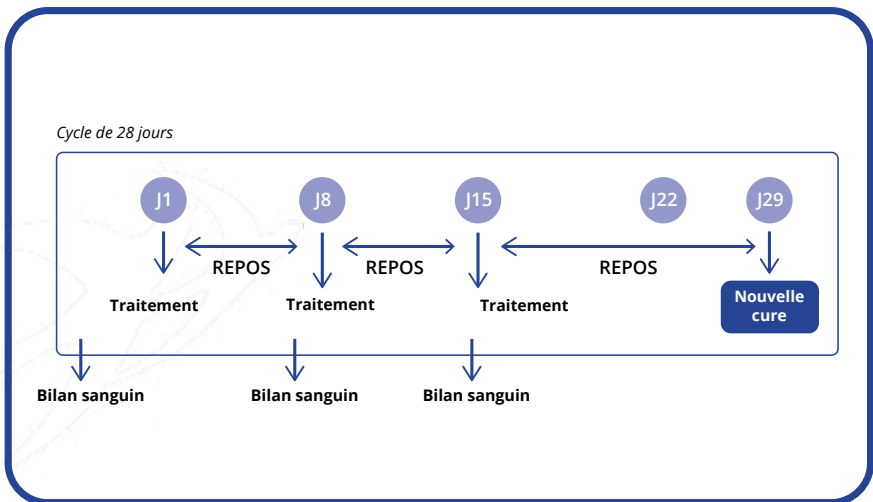 Cycle de 28 jours
J1 J8 J15 J22 J29
REPOS REPOS REPOS
Traitement Traitement Traitement
Nouvelle
cure
Bilan sanguin Bilan sanguin Bilan sanguin